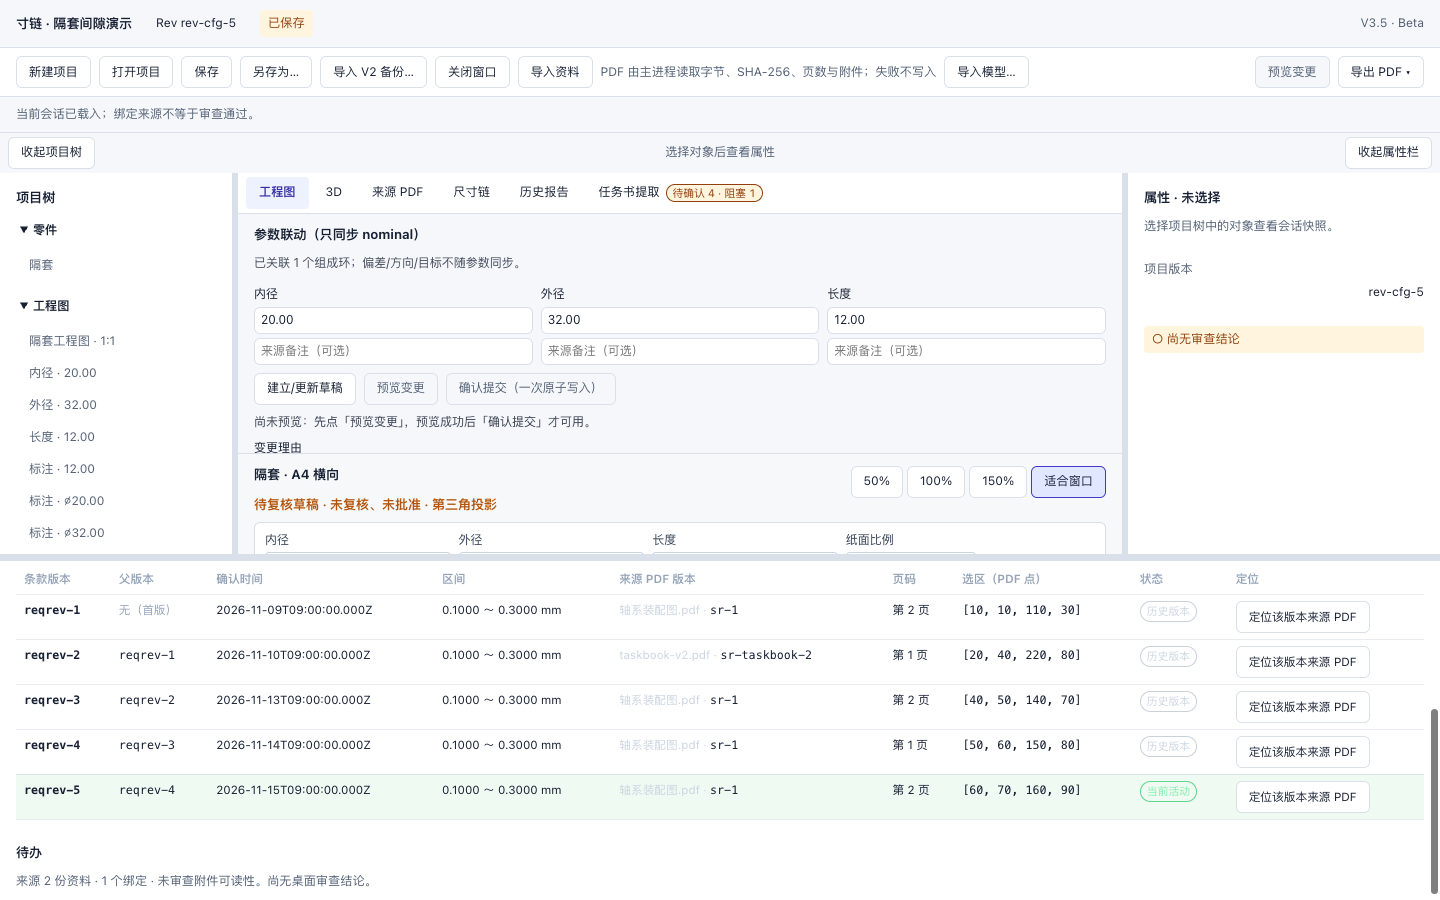 寸链 · 隔套间隙演示 Rev rev-cfg-5 已保存 V3.5 · Beta
新建项目 打开项目 保存 另存为... 导入 V2 备份... 关闭窗口 导入资料 PDF 由主进程读取字节、SHA-256、页数与附件；失败不写入 导入模型... 预览变更 导出 PDF ▾
当前会话已载入；绑定来源不等于审查通过。
收起项目树 选择对象后查看属性 收起属性栏
项目树
▼ 零件
隔套
▼ 工程图
隔套工程图 · 1:1
内径 · 20.00
外径 · 32.00
长度 · 12.00
标注 · 12.00
标注 · ⌀20.00
标注 · ⌀32.00
工程图 3D 来源 PDF 尺寸链 历史报告 任务书提取 待确认 4 · 阻塞 1
参数联动（只同步 nominal）
已关联 1 个组成环；偏差/方向/目标不随参数同步。
内径 外径 长度
20.00 32.00 12.00
来源备注（可选） 来源备注（可选） 来源备注（可选）
建立/更新草稿 预览变更 确认提交（一次原子写入）
尚未预览：先点「预览变更」，预览成功后「确认提交」才可用。
变更理由
隔套 · A4 横向 50% 100% 150% 适合窗口
待复核草稿 · 未复核、未批准 · 第三角投影
内径 外径 长度 纸面比例
属性 · 未选择
选择项目树中的对象查看会话快照。
项目版本
rev-cfg-5
○ 尚无审查结论
条款版本 父版本 确认时间 区间 来源 PDF 版本 页码 选区（PDF 点） 状态 定位
reqrev-1 无（首版） 2026-11-09T09:00:00.000Z 0.1000 ～ 0.3000 mm 轴系装配图.pdf · sr-1 第 2 页 [10, 10, 110, 30] 历史版本 定位该版本来源 PDF
reqrev-2 reqrev-1 2026-11-10T09:00:00.000Z 0.1000 ～ 0.3000 mm taskbook-v2.pdf · sr-taskbook-2 第 1 页 [20, 40, 220, 80] 历史版本 定位该版本来源 PDF
reqrev-3 reqrev-2 2026-11-13T09:00:00.000Z 0.1000 ～ 0.3000 mm 轴系装配图.pdf · sr-1 第 2 页 [40, 50, 140, 70] 历史版本 定位该版本来源 PDF
reqrev-4 reqrev-3 2026-11-14T09:00:00.000Z 0.1000 ～ 0.3000 mm 轴系装配图.pdf · sr-1 第 1 页 [50, 60, 150, 80] 历史版本 定位该版本来源 PDF
reqrev-5 reqrev-4 2026-11-15T09:00:00.000Z 0.1000 ～ 0.3000 mm 轴系装配图.pdf · sr-1 第 2 页 [60, 70, 160, 90] 当前活动 定位该版本来源 PDF
待办
来源 2 份资料 · 1 个绑定 · 未审查附件可读性。尚无桌面审查结论。